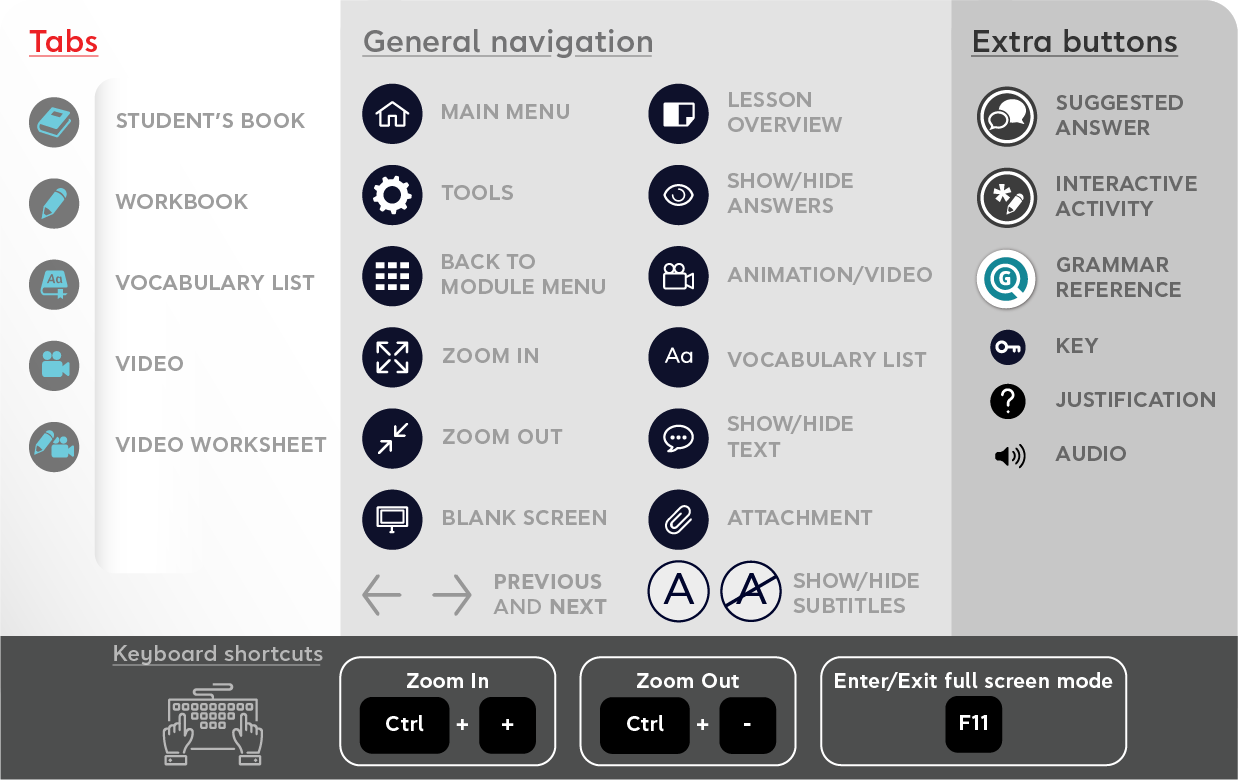 Tabs
STUDENT'S BOOK
WORKBOOK
Aa
VOCABULARY LIST
VIDEO
VIDEO WORKSHEET
General navigation
MAIN MENU
TOOLS
BACK TO
MODULE MENU
ZOOM IN
ZOOM OUT
BLANK SCREEN
PREVIOUS
AND NEXT
LESSON
OVERVIEW
SHOW/HIDE
ANSWERS
ANIMATION/VIDEO
Aa
VOCABULARY LIST
SHOW/HIDE
TEXT
ATTACHMENT
A A
SHOW/HIDE
SUBTITLES
Extra buttons
SUGGESTED
ANSWER
*
INTERACTIVE
ACTIVITY
G
GRAMMAR
REFERENCE
KEY
?
JUSTIFICATION
AUDIO
Keyboard shortcuts
Zoom In
Ctrl + +
Zoom Out
Ctrl + -
Enter/Exit full screen mode
F11